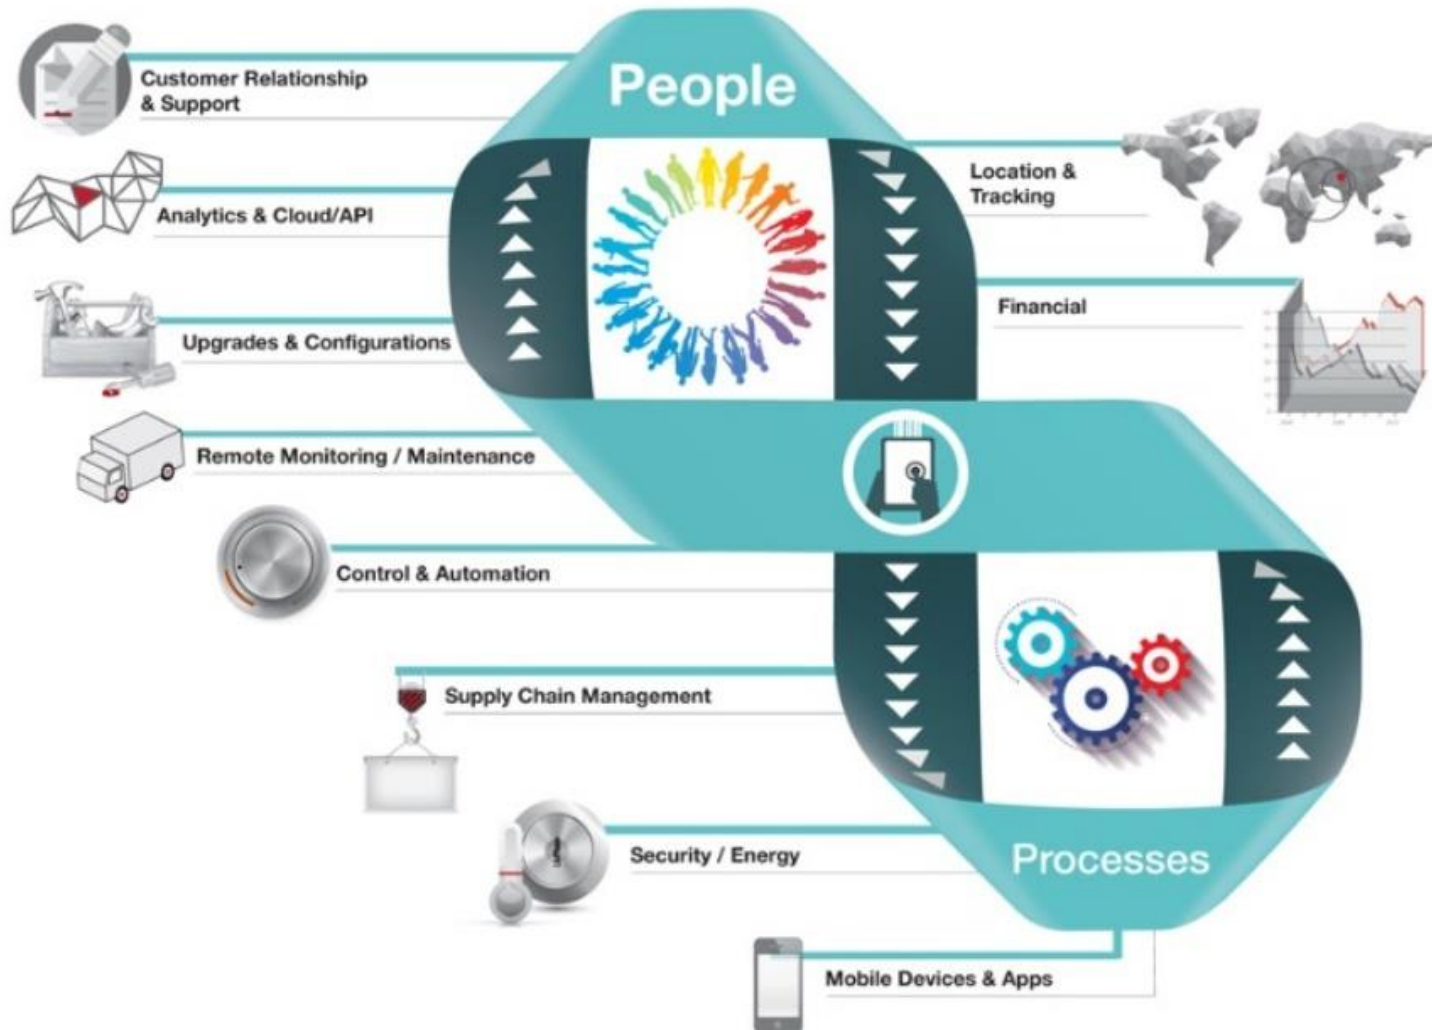 People
Customer Relationship
& Support
Analytics & Cloud/API
Upgrades & Configurations
Remote Monitoring / Maintenance
Control & Automation
Supply Chain Management
Security / Energy
Mobile Devices & Apps
Location &
Tracking
Financial
Processes